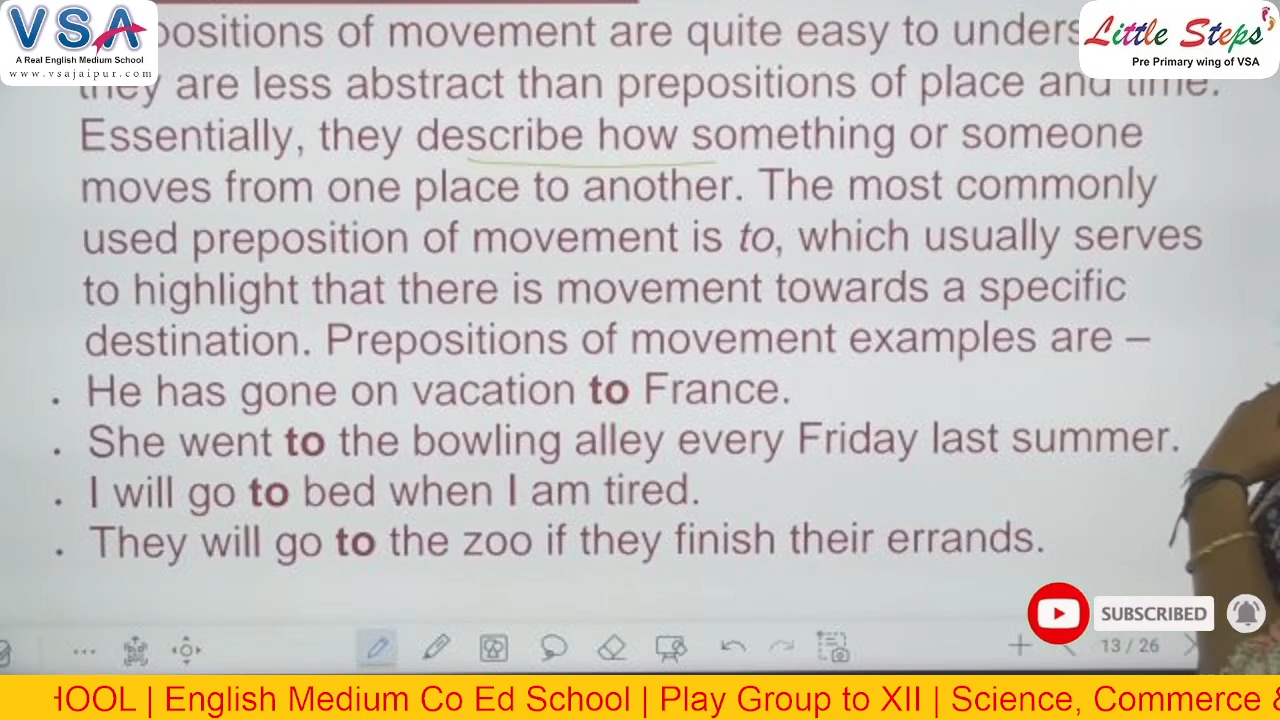 VSA
A Real English Medium School
www.vsajaipur.com
Little Steps
Pre Primary wing of VSA
positions of movement are quite easy to unders
they are less abstract than prepositions of place and time.
Essentially, they describe how something or someone
moves from one place to another. The most commonly
used preposition of movement is to, which usually serves
to highlight that there is movement towards a specific
destination. Prepositions of movement examples are –
. He has gone on vacation to France.
. She went to the bowling alley every Friday last summer.
. I will go to bed when I am tired.
. They will go to the zoo if they finish their errands.
SUBSCRIBED
13 / 26
HOOL | English Medium Co Ed School | Play Group to XII | Science, Commerce &